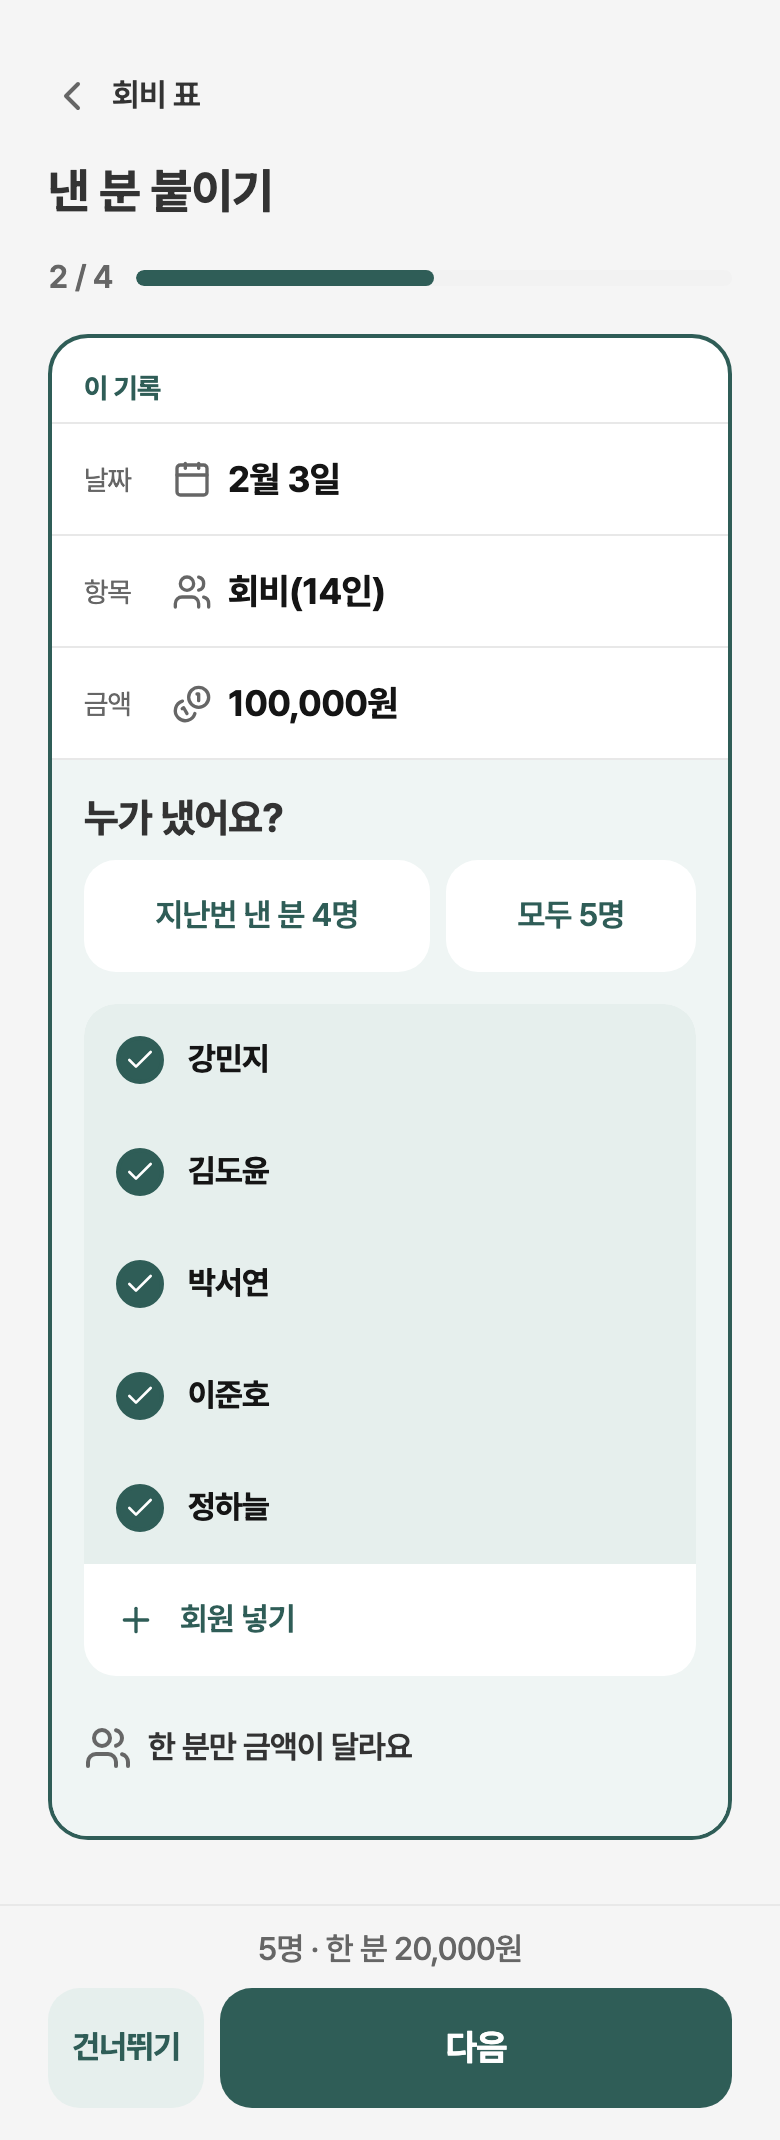 회비 표
낸 분 붙이기
2 / 4
이 기록
날짜 2월 3일
항목 회비(14인)
금액 100,000원
누가 냈어요?
지난번 낸 분 4명 모두 5명
강민지
김도윤
박서연
이준호
정하늘
회원 넣기
한 분만 금액이 달라요
5명 · 한 분 20,000원
건너뛰기 다음